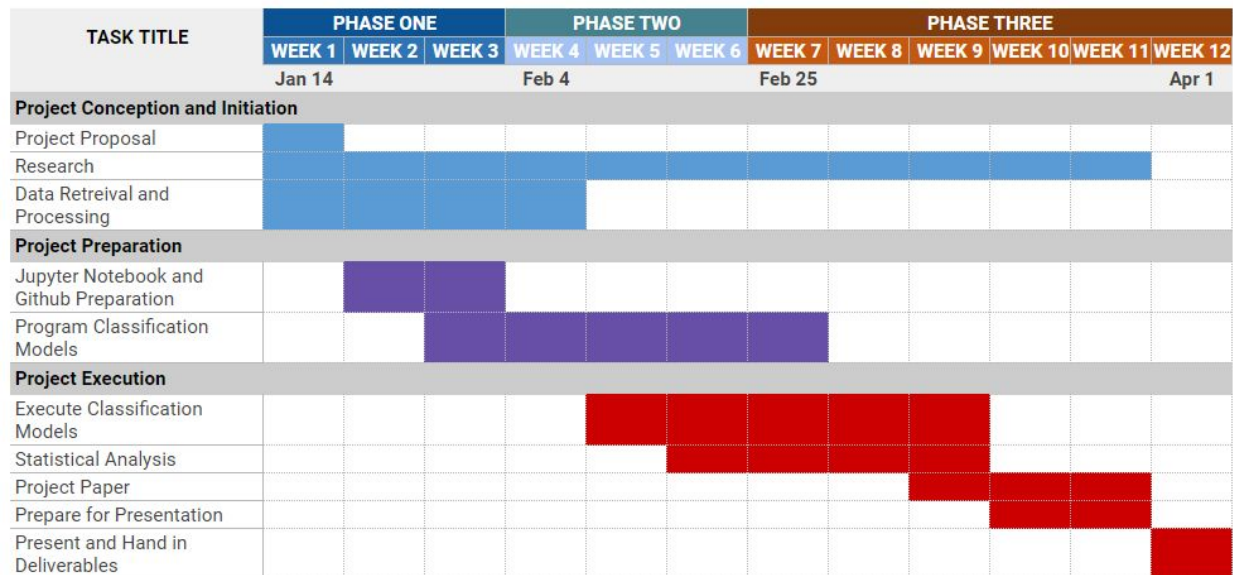 TASK TITLE
PHASE ONE PHASE TWO PHASE THREE
WEEK 1 WEEK 2 WEEK 3 WEEK 4 WEEK 5 WEEK 6 WEEK 7 WEEK 8 WEEK 9 WEEK 10 WEEK 11 WEEK 12
Jan 14 Feb 4 Feb 25 Apr 1
Project Conception and Initiation
Project Proposal
Research
Data Retreival and
Processing
Project Preparation
Jupyter Notebook and
Github Preparation
Program Classification
Models
Project Execution
Execute Classification
Models
Statistical Analysis
Project Paper
Prepare for Presentation
Present and Hand in
Deliverables